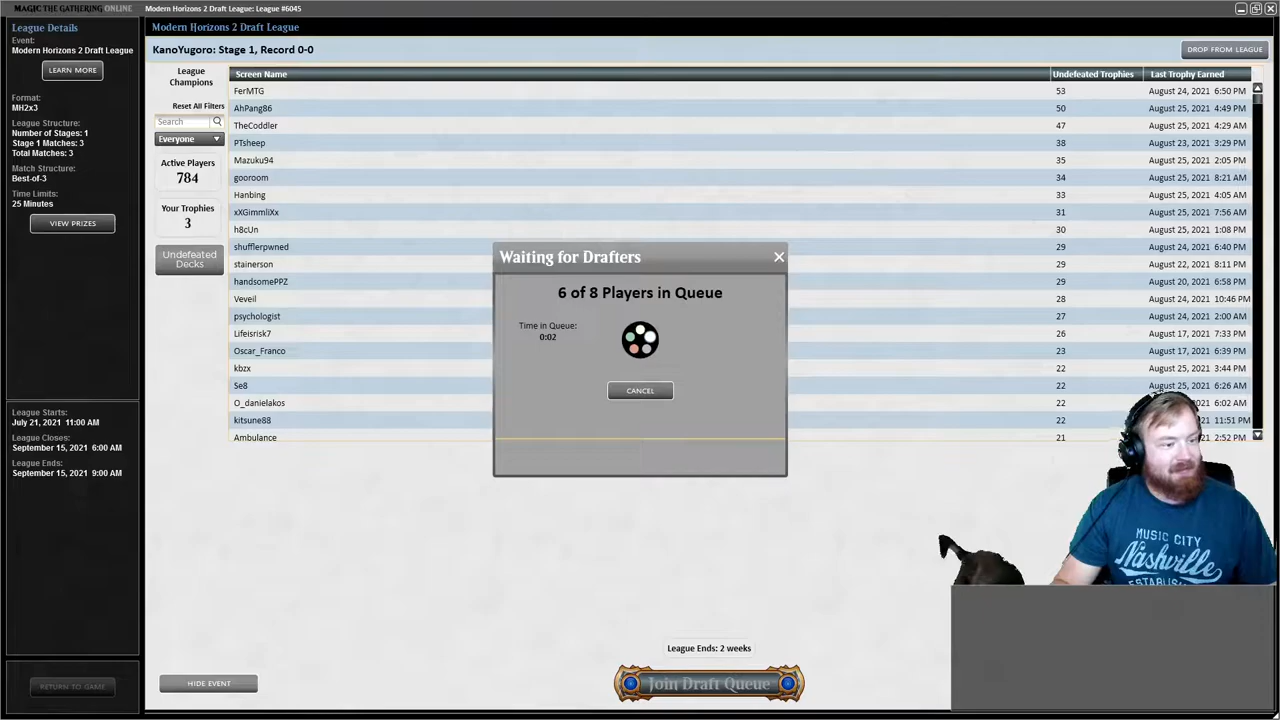 MAGIC THE GATHERING ONLINE
Modern Horizons 2 Draft League: League #6045
League Details
Event:
Modern Horizons 2 Draft League
LEARN MORE
Format:
MH2x3
League Structure:
Number of Stages: 1
Stage 1 Matches: 3
Total Matches: 3
Match Structure:
Best-of-3
Time Limits:
25 Minutes
VIEW PRIZES
League Starts:
July 21, 2021 11:00 AM
League Closes:
September 15, 2021 6:00 AM
League Ends:
September 15, 2021 9:00 AM
RETURN TO GAME
Modern Horizons 2 Draft League
KanoYugoro: Stage 1, Record 0-0
DROP FROM LEAGUE
League
Champions
Reset All Filters
Search
Everyone
Active Players
784
Your Trophies
3
Undefeated
Decks
Screen Name Undefeated Trophies Last Trophy Earned
FerMTG 53 August 24, 2021 6:50 PM
AhPang86 50 August 25, 2021 4:49 PM
TheCoddler 47 August 25, 2021 4:29 AM
PTsheep 38 August 23, 2021 3:29 PM
Mazuku94 35 August 25, 2021 2:05 PM
gooroom 34 August 25, 2021 8:21 AM
Hanbing 33 August 25, 2021 4:05 AM
xXGimmliXx 31 August 25, 2021 7:56 AM
h8cUn 30 August 25, 2021 1:08 PM
shufflerpwned 29 August 24, 2021 6:40 PM
stainerson 29 August 22, 2021 8:11 PM
handsomePPZ 29 August 20, 2021 6:58 PM
Veveil 28 August 24, 2021 10:46 PM
psychologist 27 August 24, 2021 2:00 AM
Lifeisrisk7 26 August 17, 2021 7:33 PM
Oscar_Franco 23 August 17, 2021 6:39 PM
kbzx 22 August 25, 2021 3:44 PM
Se8 22 August 25, 2021 6:26 AM
O_danielakos 22 6:02 AM
kitsune88 22 11:51 PM
Ambulance 21 2:52 PM
Waiting for Drafters
6 of 8 Players in Queue
Time in Queue:
0:02
CANCEL
MUSIC CITY
Nashville
ESTABLIS
League Ends: 2 weeks
HIDE EVENT
Join Draft Queue